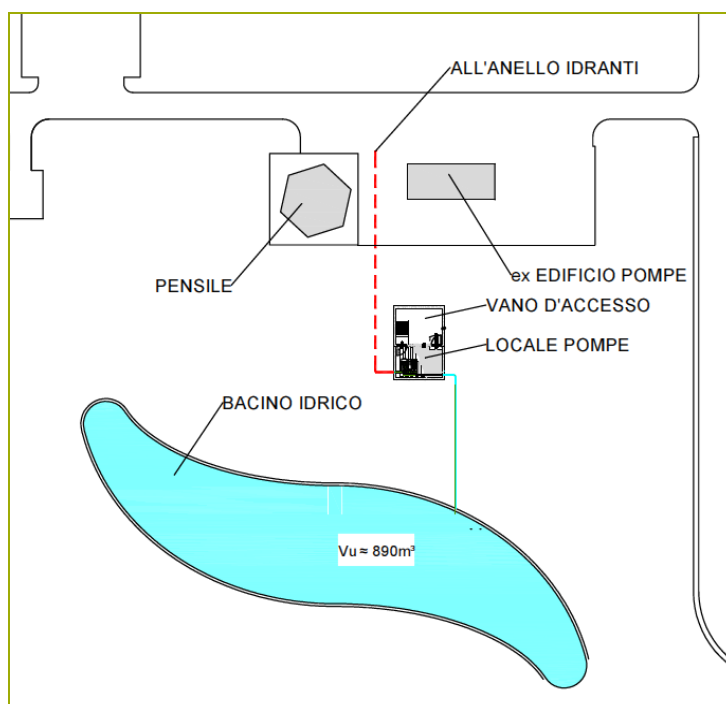 ALL'ANELLO IDRANTI
ex EDIFICIO POMPE
PENSILE
VANO D'ACCESSO
LOCALE POMPE
BACINO IDRICO
Vu ≈ 890m³